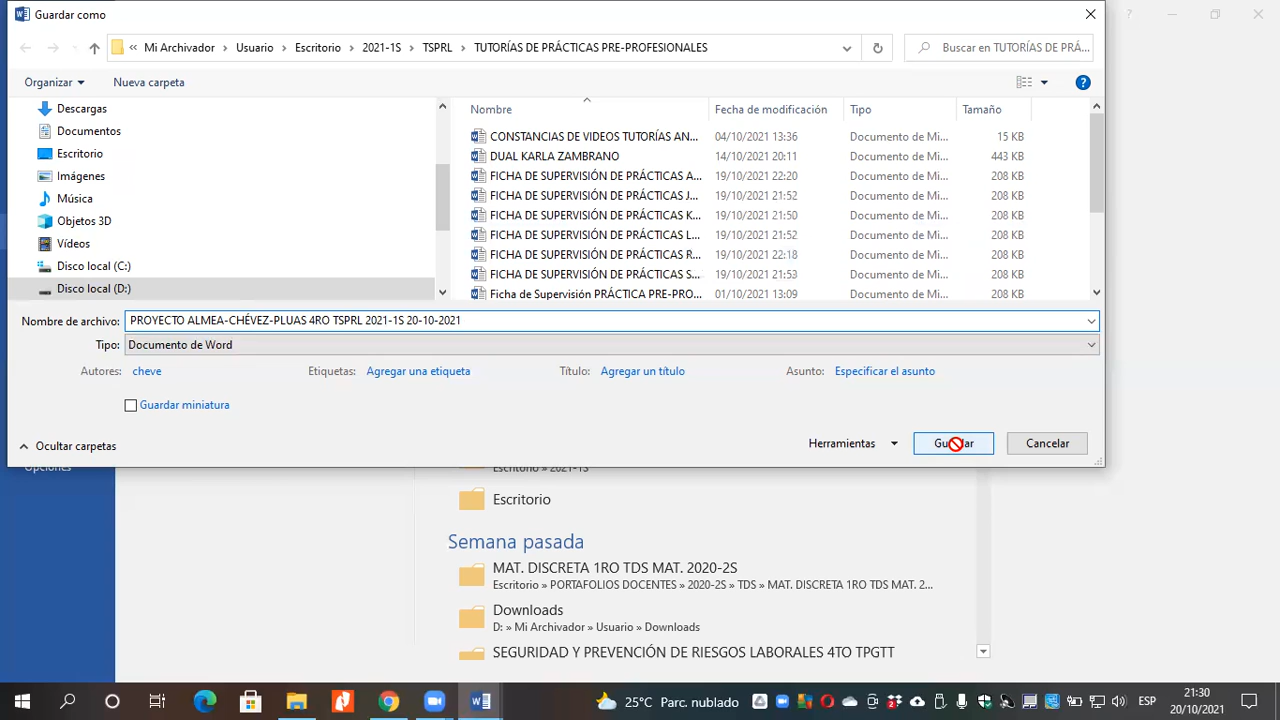 Guardar como
« Mi Archivador > Usuario > Escritorio > 2021-1S > TSPRL > TUTORÍAS DE PRÁCTICAS PRE-PROFESIONALES
Buscar en TUTORÍAS DE PRÁ...
Organizar
Nueva carpeta
Descargas
Documentos
Escritorio
Imágenes
Música
Objetos 3D
Vídeos
Disco local (C:)
Disco local (D:)
Nombre Fecha de modificación Tipo Tamaño
CONSTANCIAS DE VIDEOS TUTORÍAS AN... 04/10/2021 13:36 Documento de Mi... 15 KB
DUAL KARLA ZAMBRANO 14/10/2021 20:11 Documento de Mi... 443 KB
FICHA DE SUPERVISIÓN DE PRÁCTICAS A... 19/10/2021 22:20 Documento de Mi... 208 KB
FICHA DE SUPERVISIÓN DE PRÁCTICAS J... 19/10/2021 21:52 Documento de Mi... 208 KB
FICHA DE SUPERVISIÓN DE PRÁCTICAS K... 19/10/2021 21:50 Documento de Mi... 208 KB
FICHA DE SUPERVISIÓN DE PRÁCTICAS L... 19/10/2021 21:52 Documento de Mi... 208 KB
FICHA DE SUPERVISIÓN DE PRÁCTICAS R... 19/10/2021 22:18 Documento de Mi... 208 KB
FICHA DE SUPERVISIÓN DE PRÁCTICAS S... 19/10/2021 21:53 Documento de Mi... 208 KB
Ficha de Supervisión PRÁCTICA PRE-PRO... 01/10/2021 13:09 Documento de Mi... 208 KB
Nombre de archivo: PROYECTO ALMEA-CHÉVEZ-PLUAS 4RO TSPRL 2021-1S 20-10-2021
Tipo: Documento de Word
Autores: cheve Etiquetas: Agregar una etiqueta Título: Agregar un título Asunto: Especificar el asunto
Guardar miniatura
Ocultar carpetas
Herramientas Guardar Cancelar
Opciones
Escritorio » 2021-1S
Escritorio
Semana pasada
MAT. DISCRETA 1RO TDS MAT. 2020-2S
Escritorio » PORTAFOLIOS DOCENTES » 2020-2S » TDS » MAT. DISCRETA 1RO TDS MAT. 2...
Downloads
D: » Mi Archivador » Usuario » Downloads
SEGURIDAD Y PREVENCIÓN DE RIESGOS LABORALES 4TO TPGTT
25°C Parc. nublado
ESP
21:30
20/10/2021